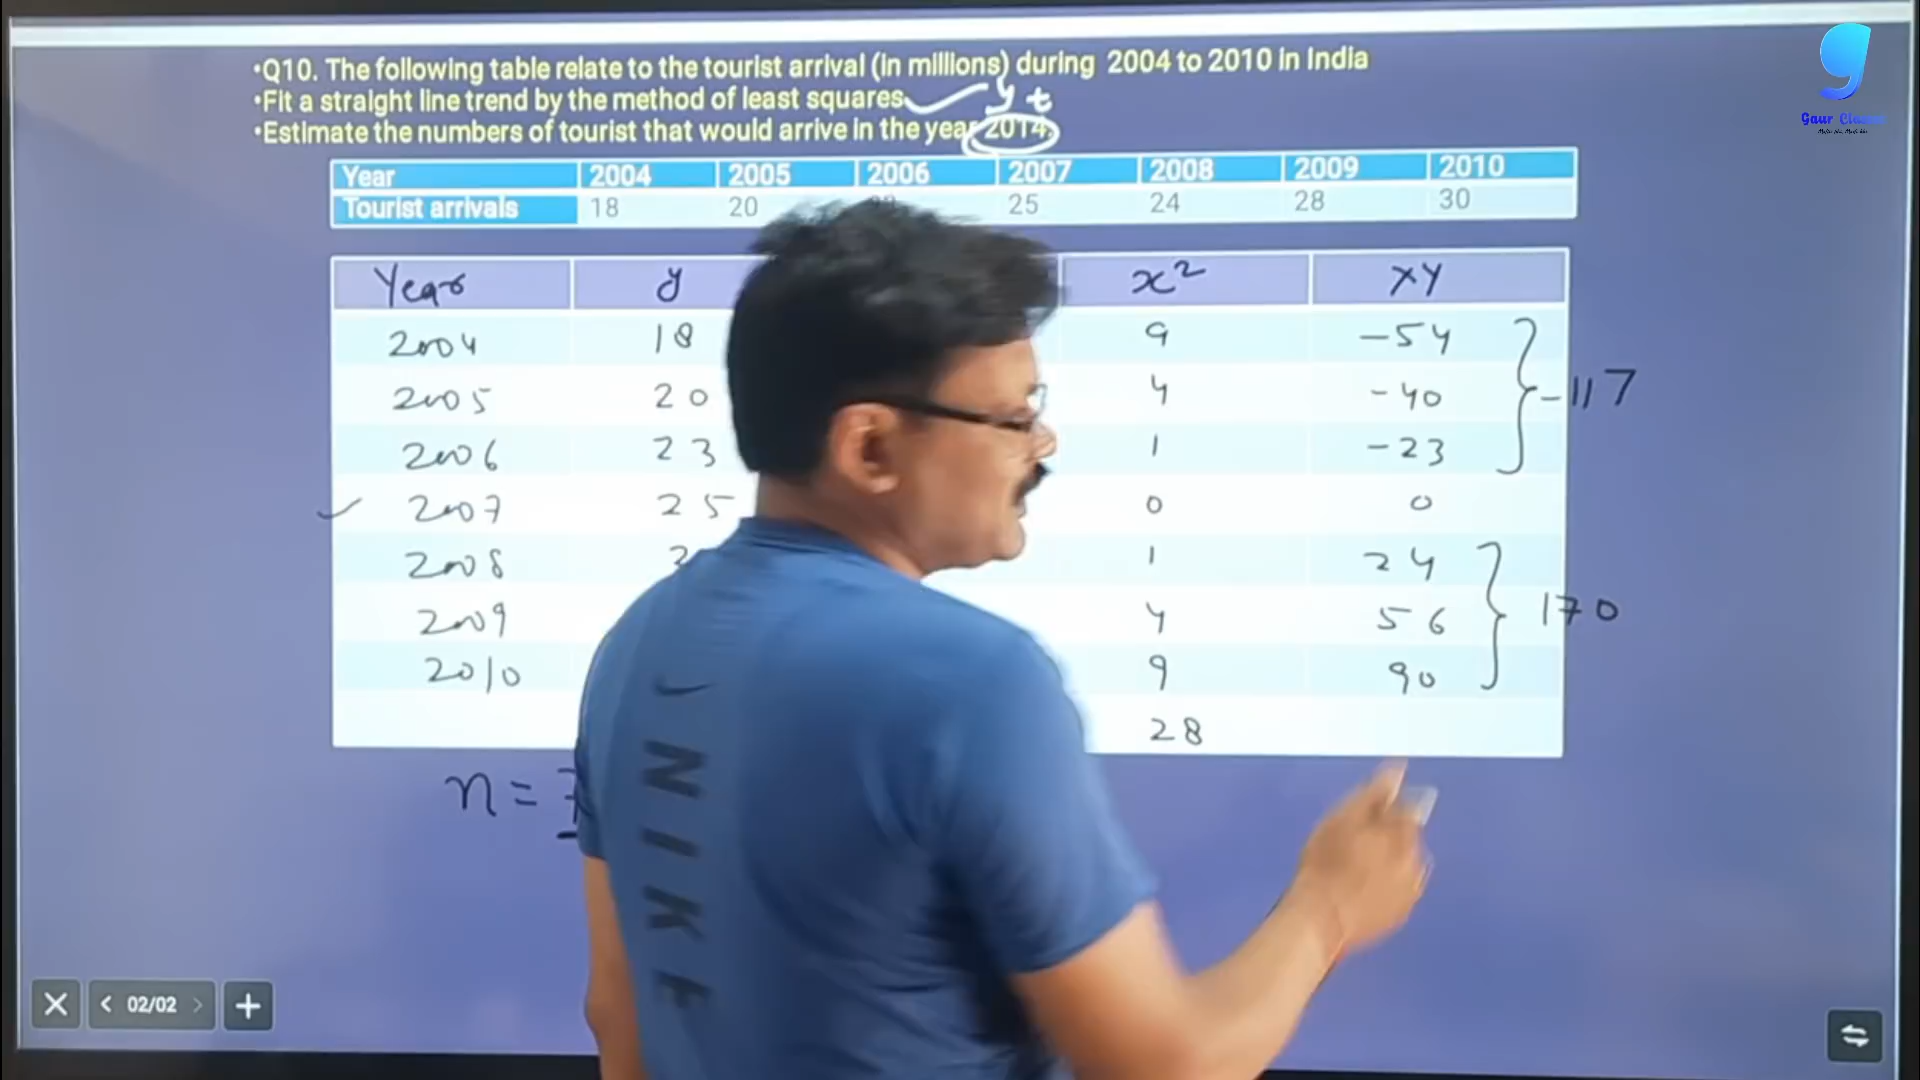 •Q10. The following table relate to the tourist arrival (in millions) during 2004 to 2010 in India
•Fit a straight line trend by the method of least squares
y t
•Estimate the numbers of tourist that would arrive in the year 2014.
Year 2004 2005 2006 2007 2008 2009 2010
Tourist arrivals 18 20 25 24 28 30
Year y x² XY
2004 18 9 -54
2005 20 4 -40
2006 23 1 -23
-117
2007 25 0 0
2008 2 1 24
2009 4 56
170
2010 9 90
28
n = 7
NIKE
02/02
Gaur Classes